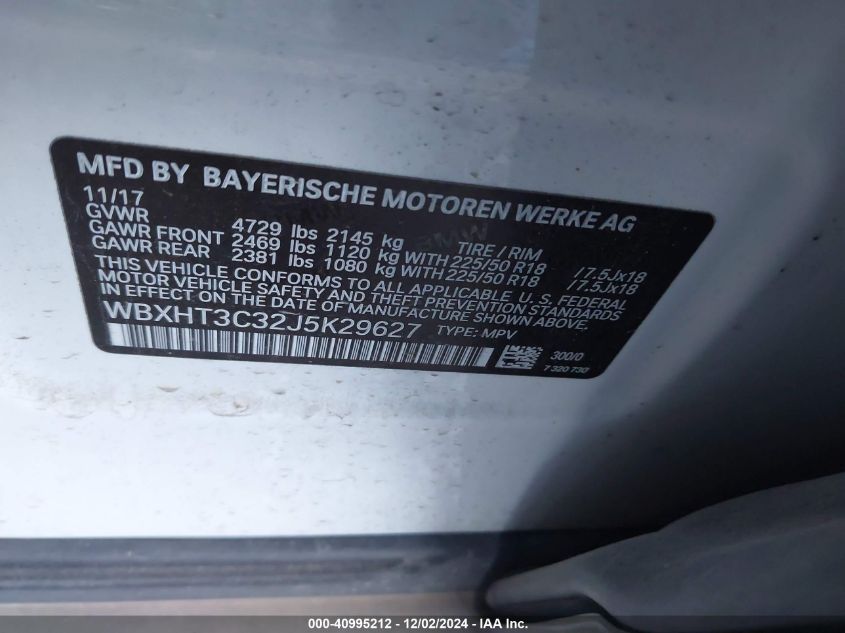 MFD BY BAYERISCHE MOTOREN WERKE AG
11/17
GVWR 4729 lbs 2145 kg TIRE / RIM
GAWR FRONT 2469 lbs 1120 kg WITH 225/50 R18 /7.5Jx18
GAWR REAR 2381 lbs 1080 kg WITH 225/50 R18 /7.5Jx18
THIS VEHICLE CONFORMS TO ALL APPLICABLE U. S. FEDERAL
MOTOR VEHICLE SAFETY, BUMPER, AND THEFT PREVENTION STANDARDS
IN EFFECT ON THE DATE OF MANUFACTURE SHOWN ABOVE.
WBXHT3C32J5K29627 TYPE: MPV
300/0
7 320 730
000-40995212 - 12/02/2024 - IAA Inc.